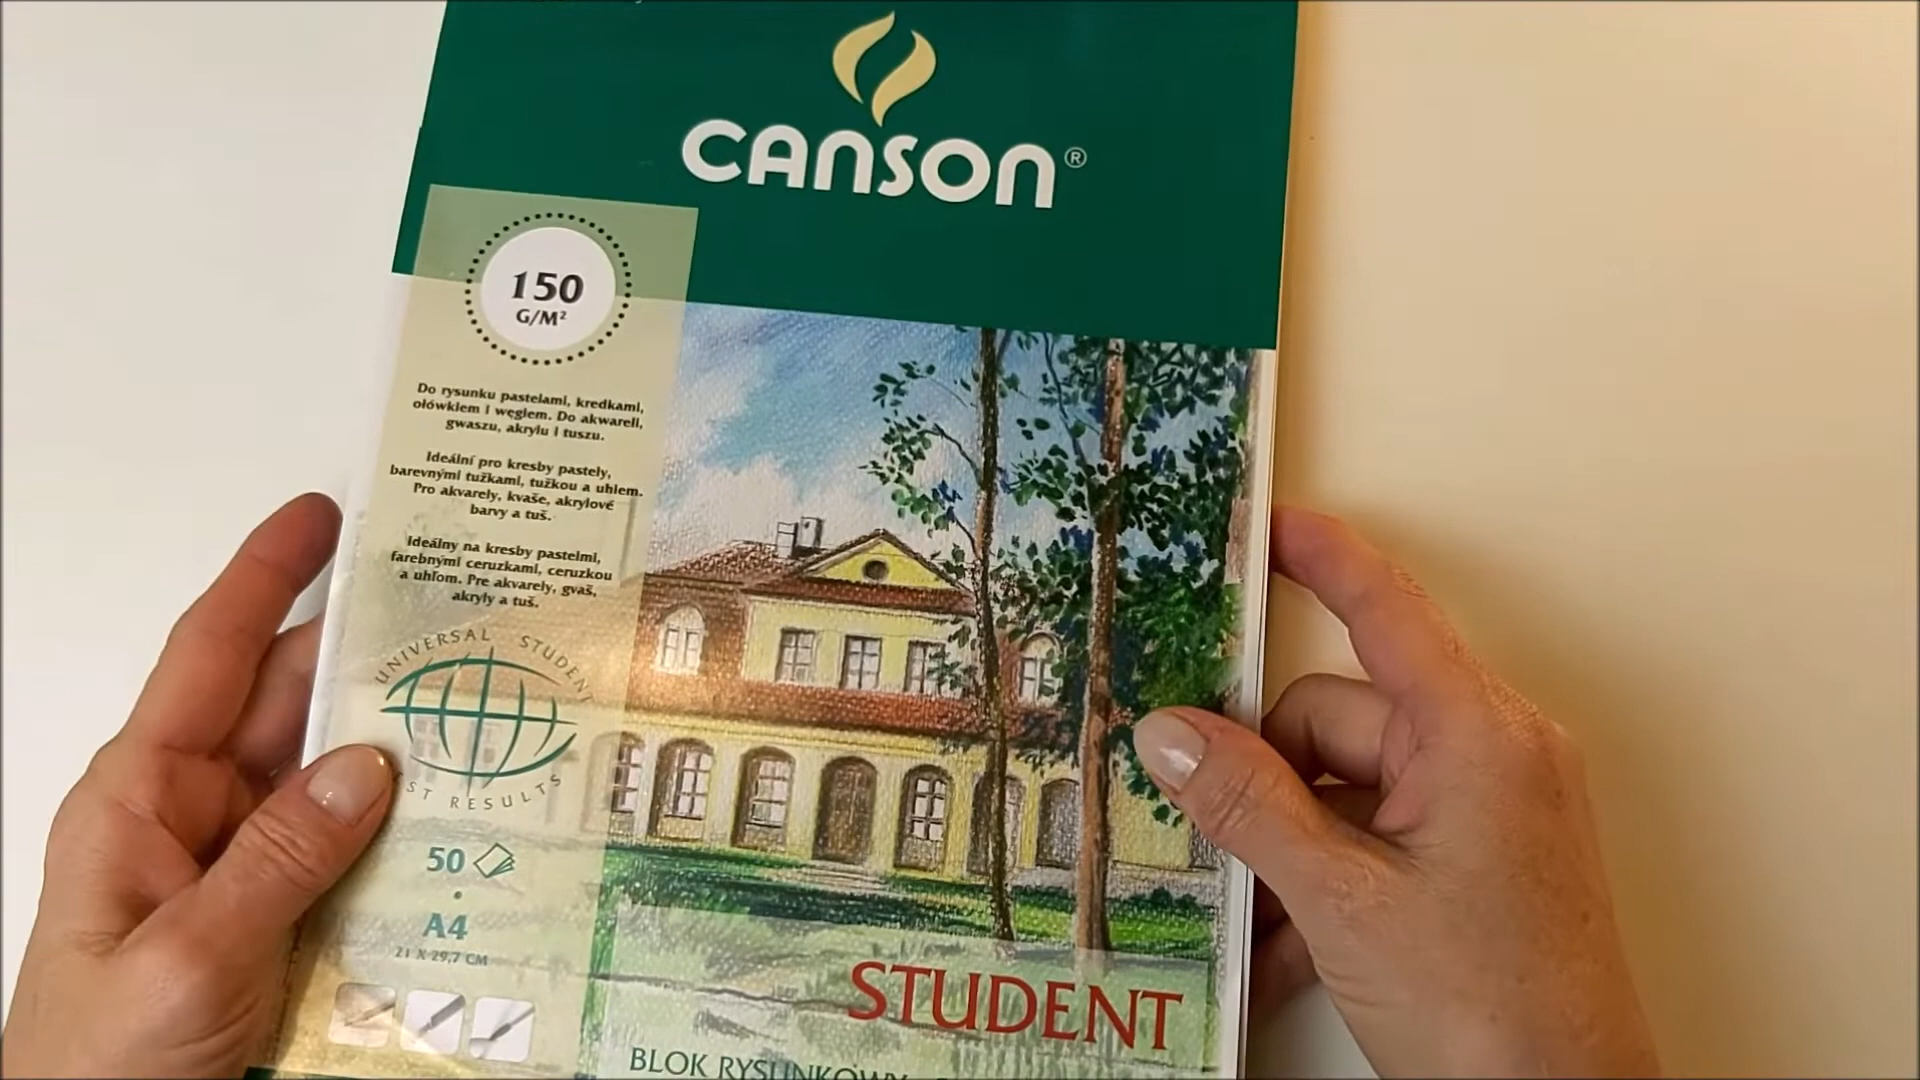 CANSON®
150
G/M²
Do rysunku pastelami, kredkami,
ołówkiem i węglem. Do akwareli,
gwaszu, akrylu i tuszu.
Ideální pro kresby pastely,
barevnými tužkami, tužkou a uhlem.
Pro akvarely, kvaše, akrylové
barvy a tuš.
Ideálny na kresby pastelmi,
farebnými ceruzkami, ceruzkou
a uhľom. Pre akvarely, gvaš,
akryly a tuš.
UNIVERSAL STUDENT
RESULTS
50
A4
21 X 29,7 CM
STUDENT
BLOK RYSUNKOWY